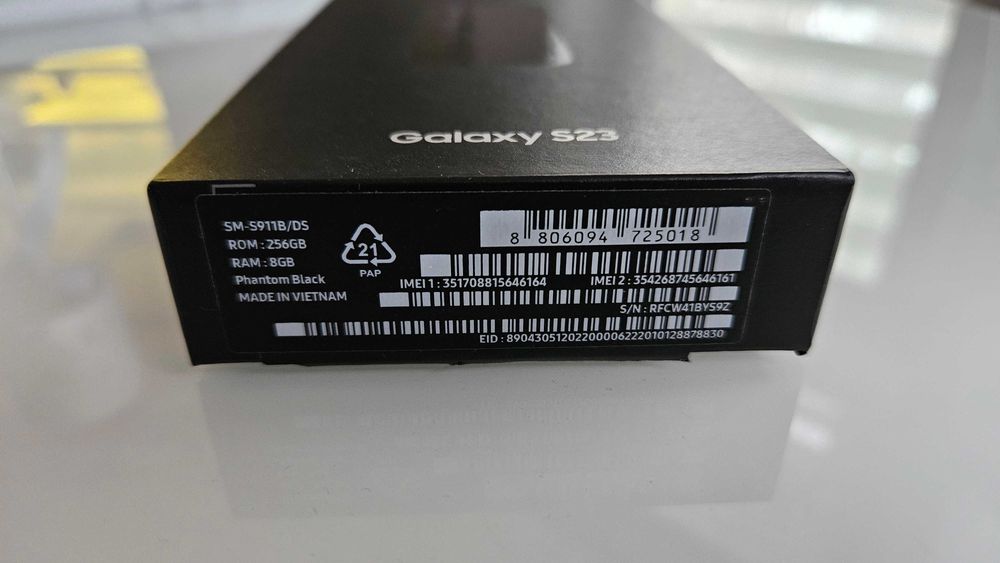 Galaxy S23
SM-S911B/DS
ROM : 256GB
RAM : 8GB
Phantom Black
MADE IN VIETNAM
21
PAP
8 806094 725018
IMEI 1 : 351708815646164
IMEI 2 : 354268745646161
S/N : RFCW41BYS9Z
EID : 89043051202200006222010128878830